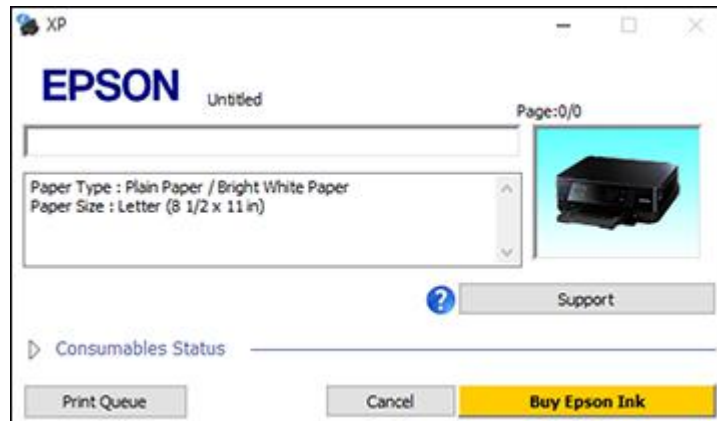 XP
EPSON
Untitled
Page:0/0
Paper Type : Plain Paper / Bright White Paper
Paper Size : Letter (8 1/2 x 11 in)
?
Support
Consumables Status
Print Queue
Cancel
Buy Epson Ink